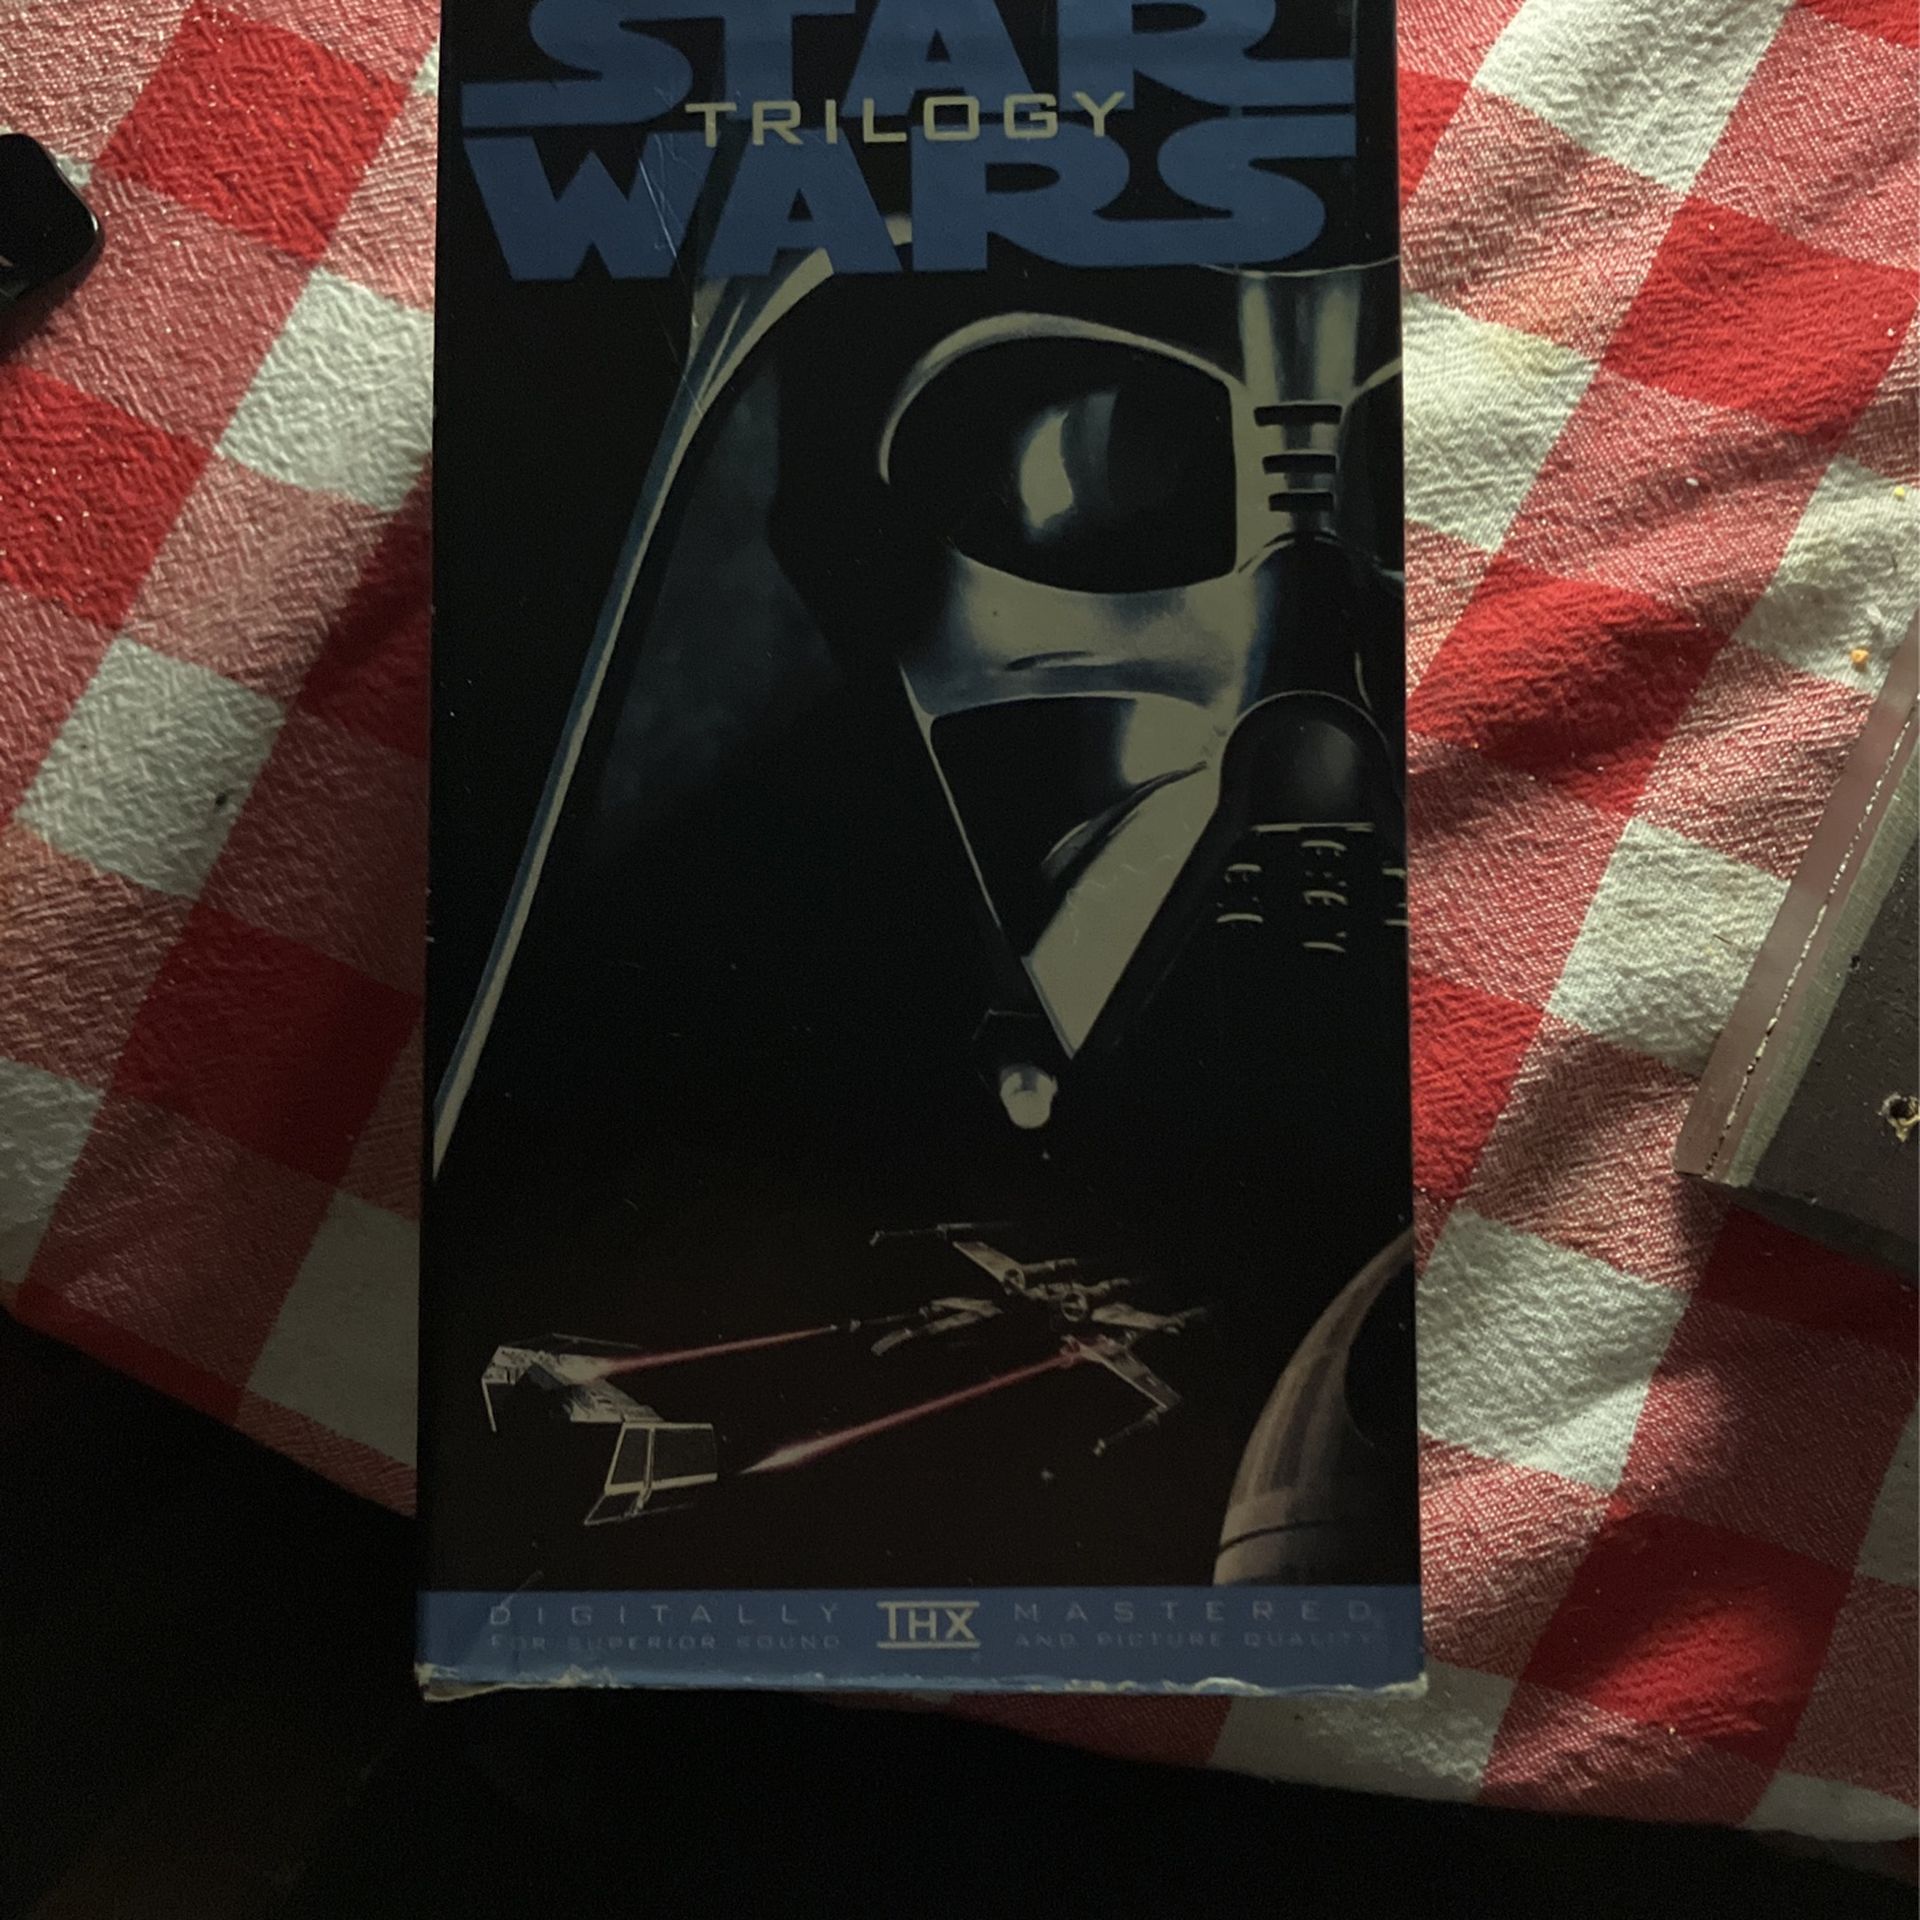 STAR
TRILOGY
WARS
DIGITALLY THX MASTERED
FOR SUPERIOR SOUND AND PICTURE QUALITY